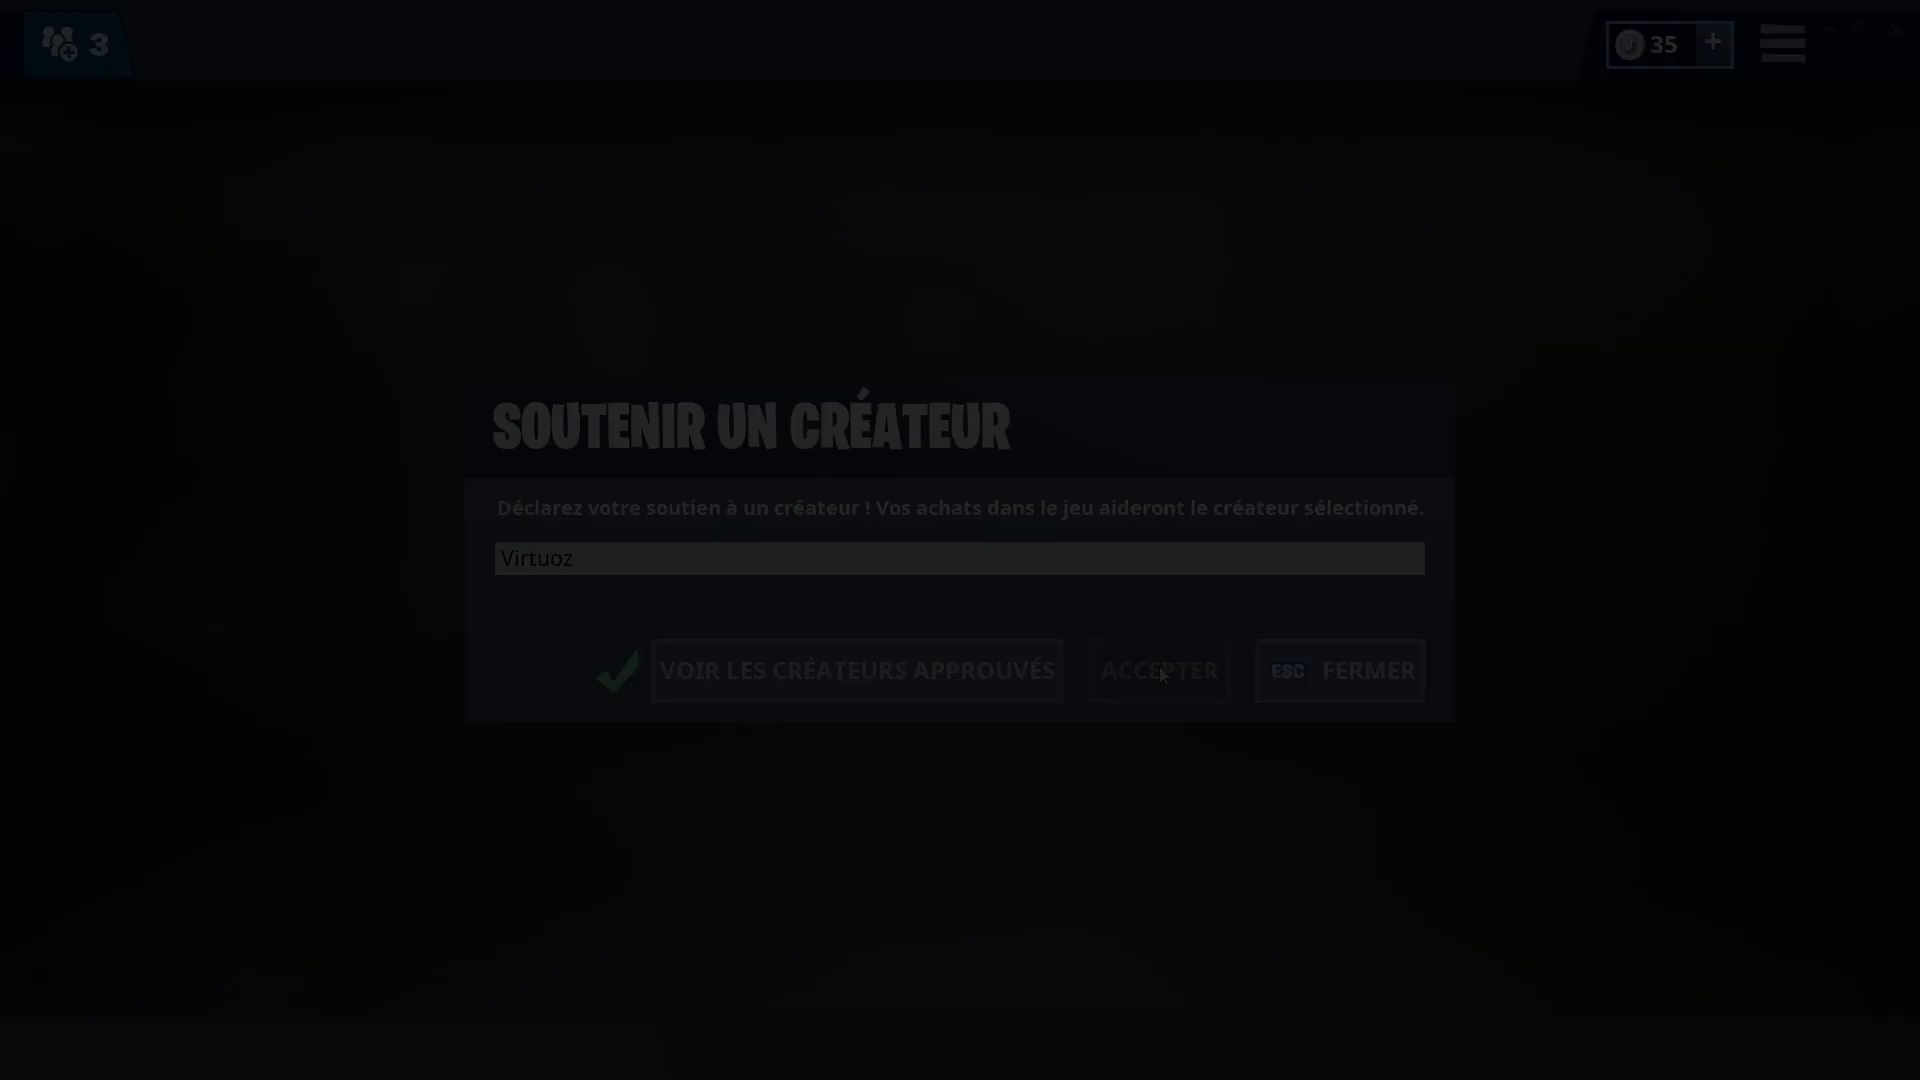 3
35 +
SOUTENIR UN CRÉATEUR
Déclarez votre soutien à un créateur ! Vos achats dans le jeu aideront le créateur sélectionné.
Virtuoz
VOIR LES CRÉATEURS APPROUVÉS ACCEPTER ESC FERMER